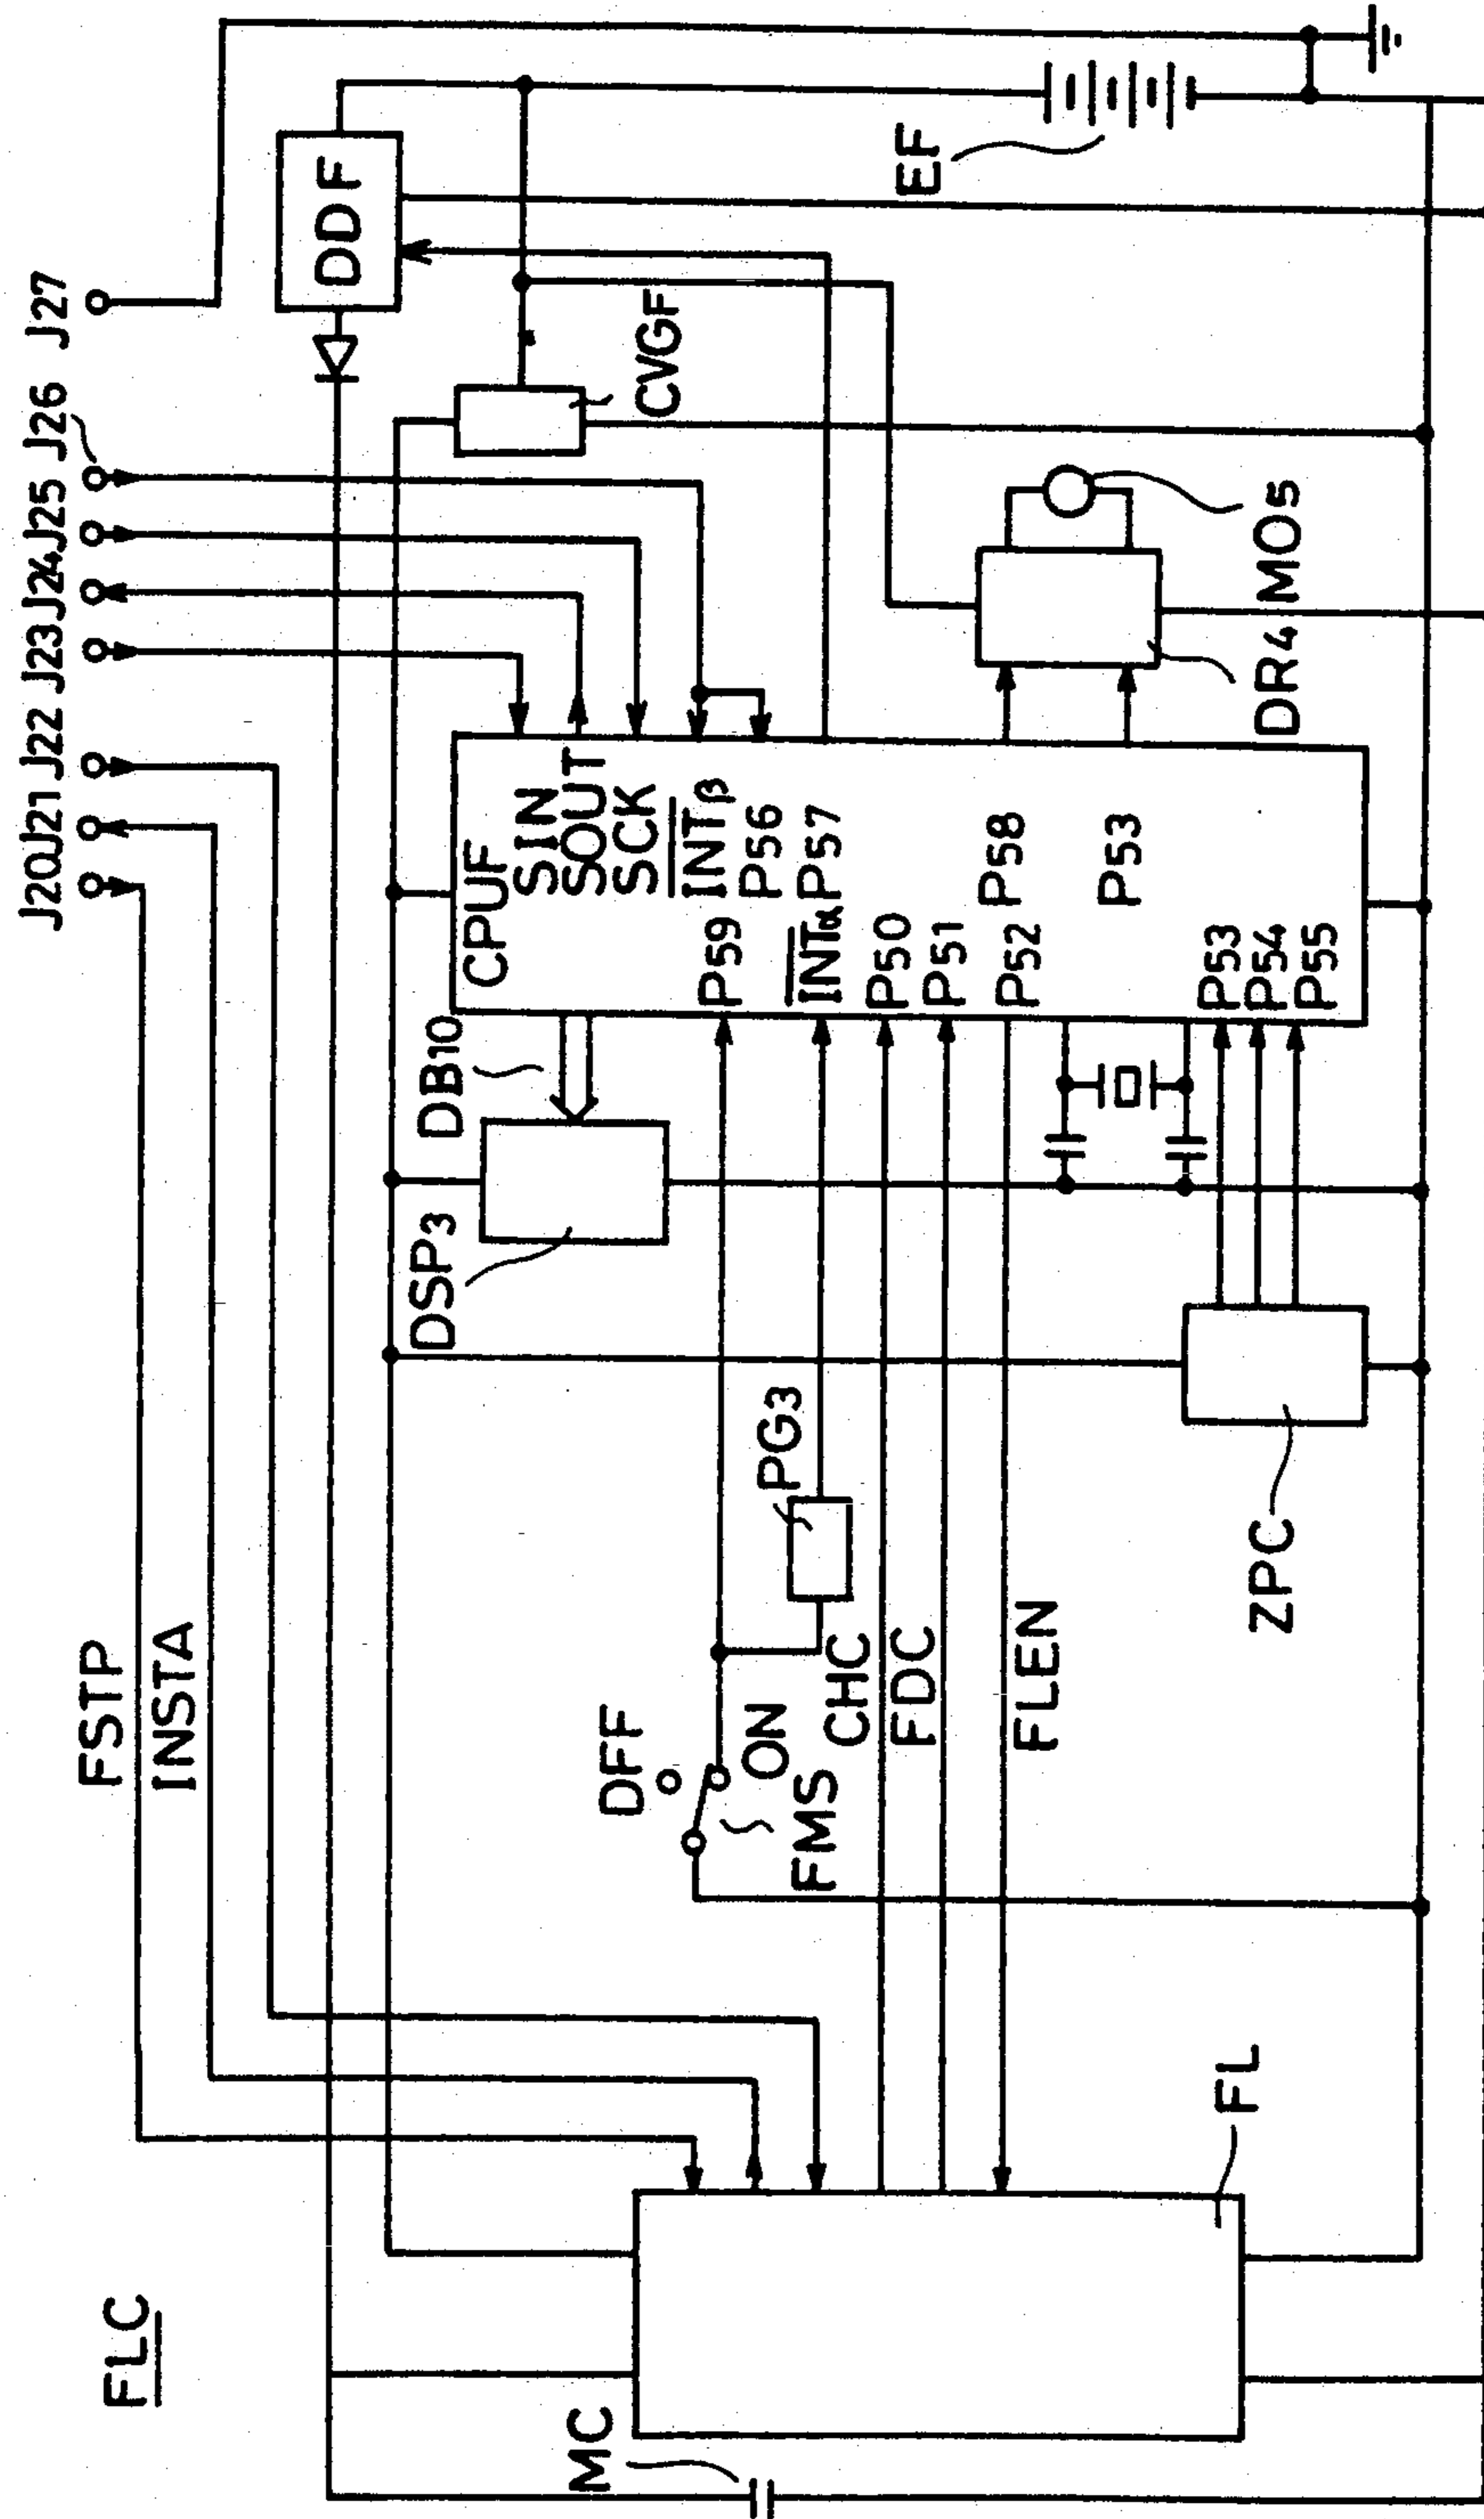 FLC
FSTP
INSTA
J20
J21
J22
J23
J24
J25
J26
J27
DDF
CVGF
EF
MC
DSP3
DB10
CPUF
SIN
SOUT
SCK
INTβ
P56
P57
P58
P53
P59
INTα
P50
P51
P52
P53
P54
P55
DFF
ON
FMS
PG3
CHC
FDC
FLEN
DR4
MO5
ZPC
FL